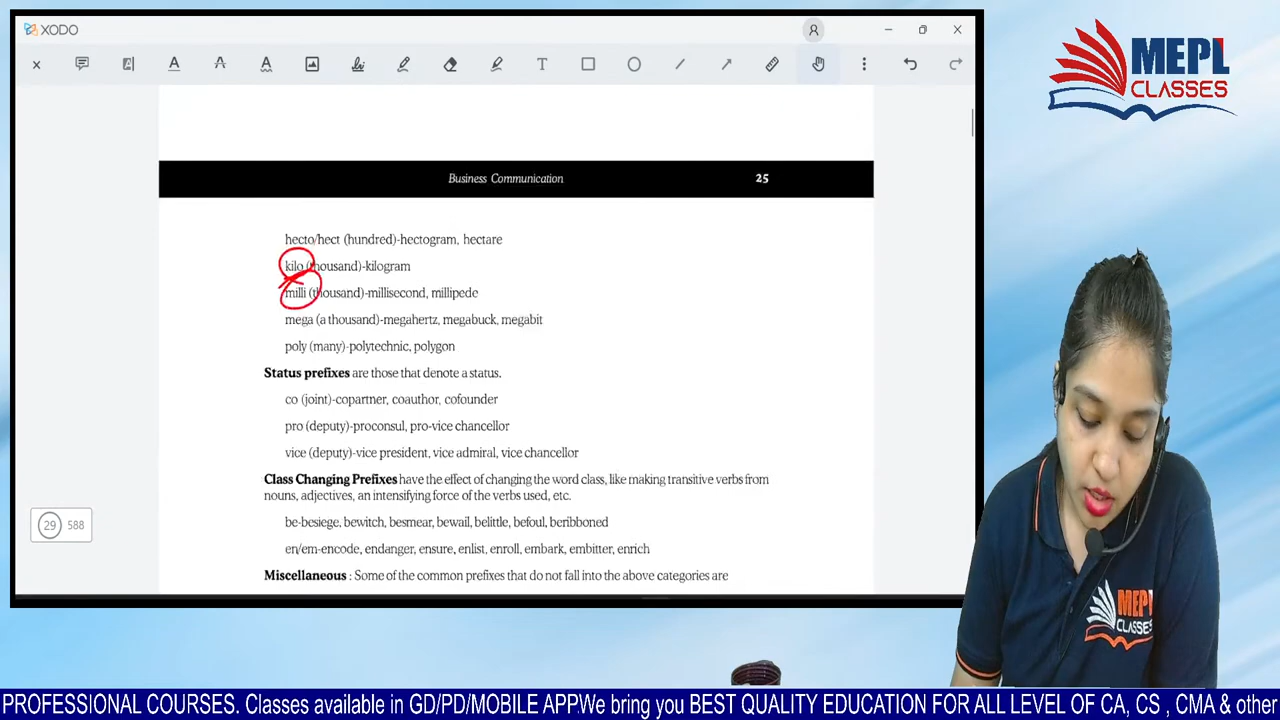 XODO
MEPL
CLASSES
Business Communication 25
hecto/hect (hundred)-hectogram, hectare
kilo (thousand)-kilogram
milli (thousand)-millisecond, millipede
mega (a thousand)-megahertz, megabuck, megabit
poly (many)-polytechnic, polygon
Status prefixes are those that denote a status.
co (joint)-copartner, coauthor, cofounder
pro (deputy)-proconsul, pro-vice chancellor
vice (deputy)-vice president, vice admiral, vice chancellor
Class Changing Prefixes have the effect of changing the word class, like making transitive verbs from
nouns, adjectives, an intensifying force of the verbs used, etc.
be-besiege, bewitch, besmear, bewail, belittle, befoul, beribboned
en/em-encode, endanger, ensure, enlist, enroll, embark, embitter, enrich
Miscellaneous : Some of the common prefixes that do not fall into the above categories are
29 588
MEPL
CLASSES
PROFESSIONAL COURSES. Classes available in GD/PD/MOBILE APPWe bring you BEST QUALITY EDUCATION FOR ALL LEVEL OF CA, CS , CMA & other